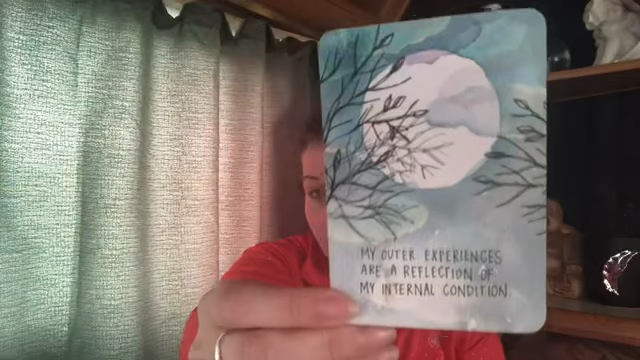 MY OUTER EXPERIENCES
ARE A REFLECTION OF
MY INTERNAL CONDITION.